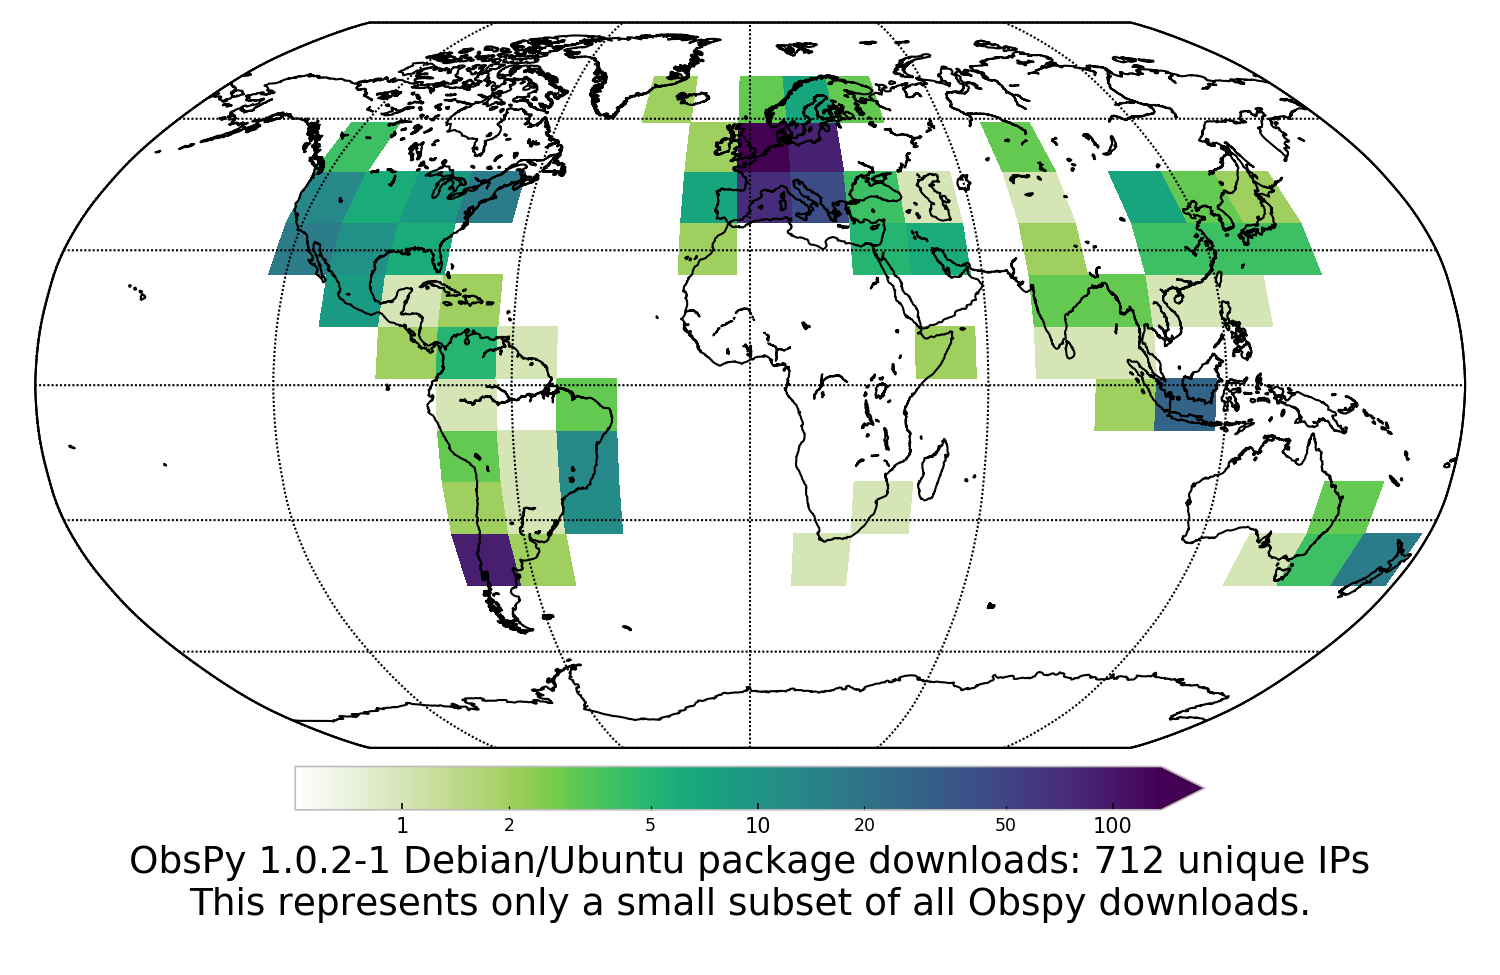 1 2 5 10 20 50 100
ObsPy 1.0.2-1 Debian/Ubuntu package downloads: 712 unique IPs
This represents only a small subset of all Obspy downloads.